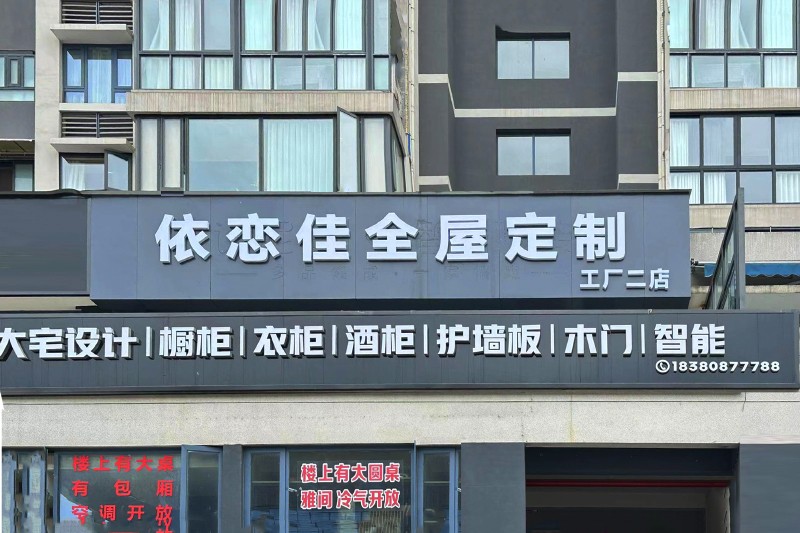 依恋佳全屋定制
工厂二店
大宅设计|橱柜|衣柜|酒柜|护墙板|木门|智能
18380877788
楼上有大桌
有包厢
空调开放
楼上有大圆桌
雅间 冷气开放